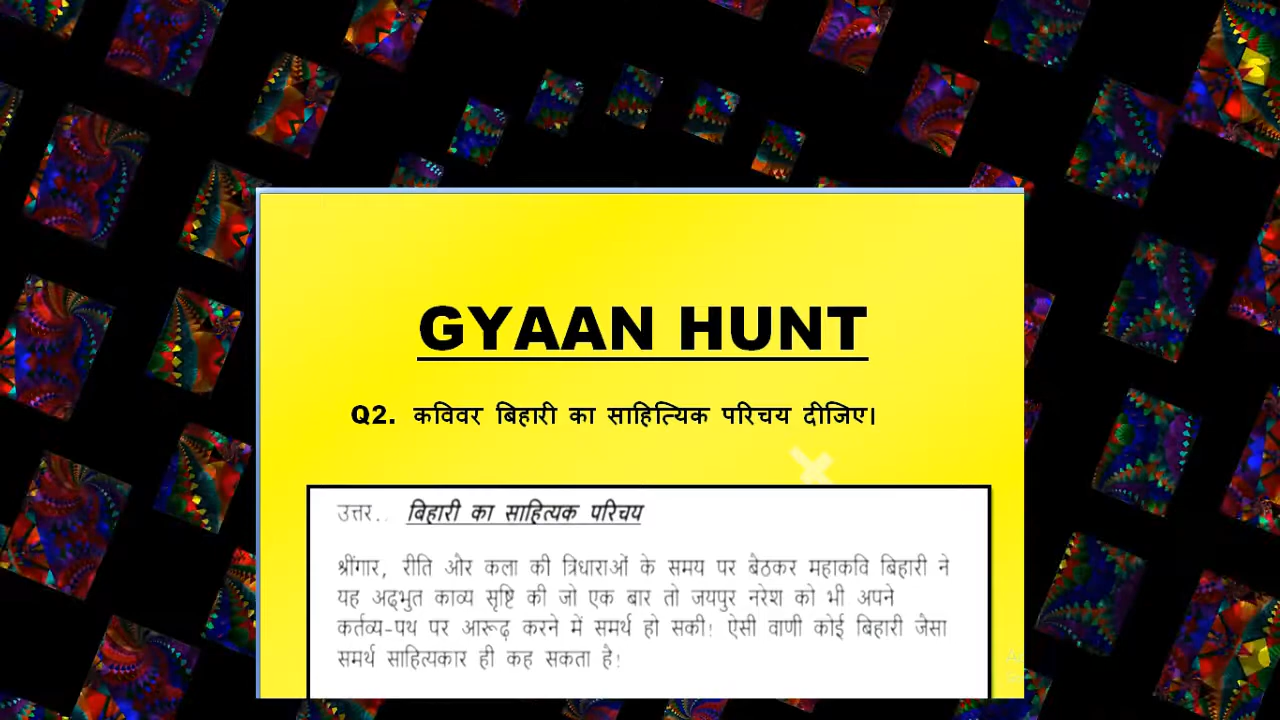 GYAAN HUNT
Q2. कविवर बिहारी का साहित्यिक परिचय दीजिए।
उत्तर.. बिहारी का साहित्यक परिचय
श्रींगार, रीति और कला की त्रिधाराओं के समय पर बैठकर महाकवि बिहारी ने
यह अद्भुत काव्य सृष्टि की जो एक बार तो जयपुर नरेश को भी अपने
कर्तव्य-पथ पर आरूढ़ करने में समर्थ हो सकी! ऐसी वाणी कोई बिहारी जैसा
समर्थ साहित्यकार ही कह सकता है!